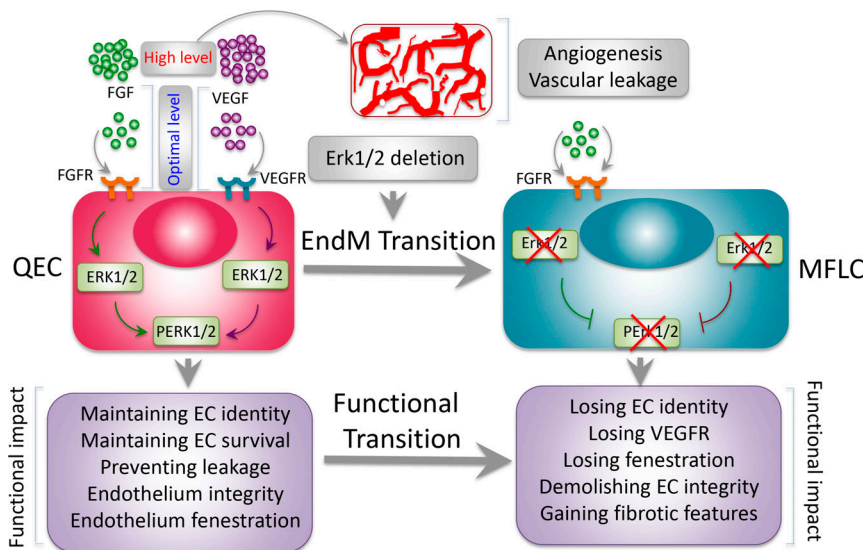 High level
FGF
VEGF
Optimal level
FGFR
VEGFR
Angiogenesis
Vascular leakage
Erk1/2 deletion
FGFR
QEC
ERK1/2
ERK1/2
PERK1/2
EndM Transition
Erk1/2
Erk1/2
PErk1/2
MFLC
Functional impact
Maintaining EC identity
Maintaining EC survival
Preventing leakage
Endothelium integrity
Endothelium fenestration
Functional
Transition
Losing EC identity
Losing VEGFR
Losing fenestration
Demolishing EC integrity
Gaining fibrotic features
Functional impact